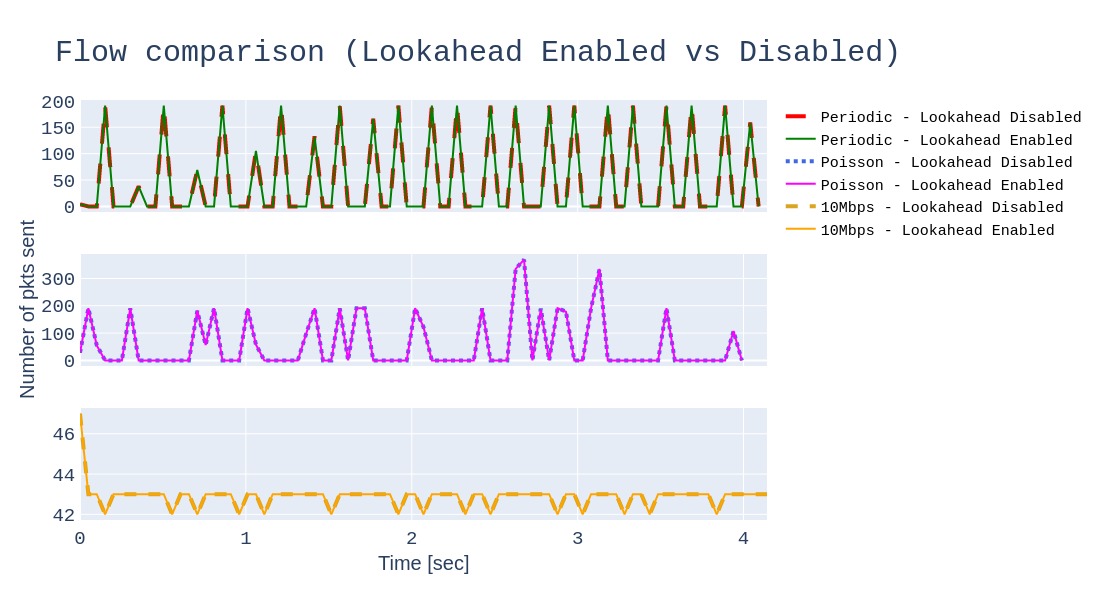 Flow comparison (Lookahead Enabled vs Disabled)
200
150
100
50
0
Periodic - Lookahead Disabled
Periodic - Lookahead Enabled
Poisson - Lookahead Disabled
Poisson - Lookahead Enabled
10Mbps - Lookahead Disabled
10Mbps - Lookahead Enabled
Number of pkts sent
300
200
100
0
46
44
42
0 1 2 3 4
Time [sec]